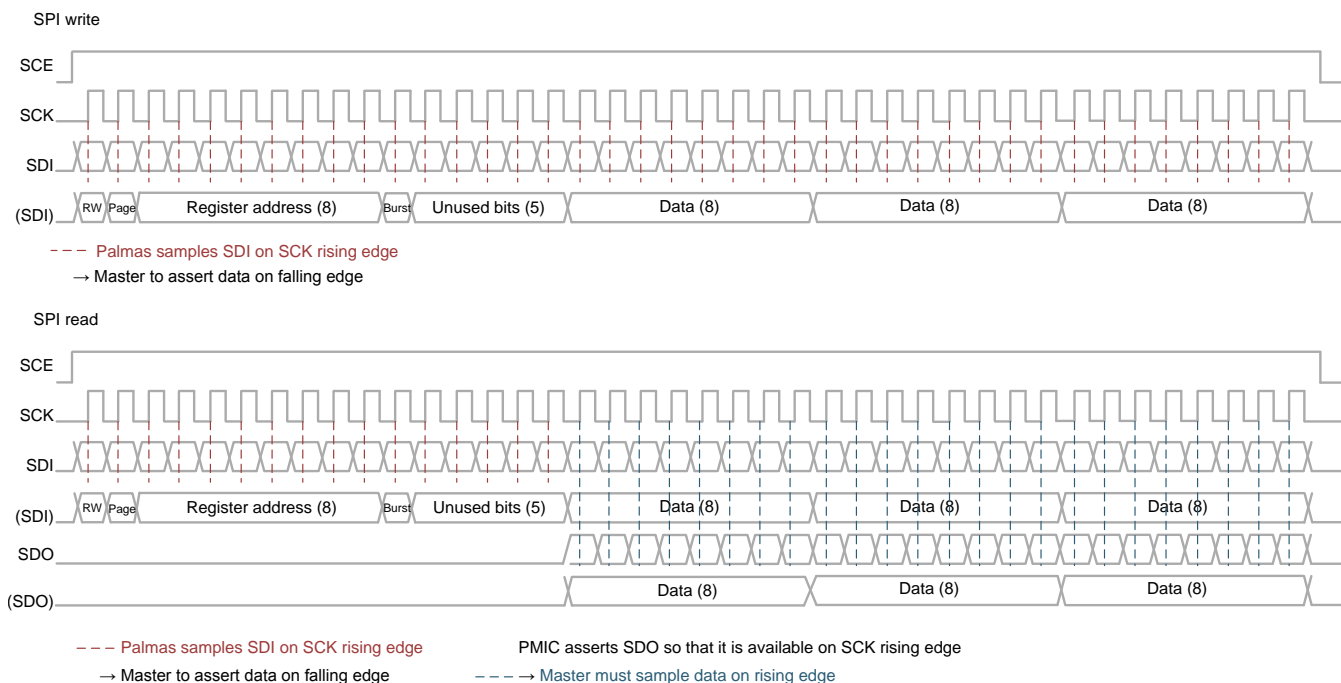 SPI write
SCE
SCK
SDI
(SDI) RW Page Register address (8) Burst Unused bits (5) Data (8) Data (8) Data (8)
--- Palmas samples SDI on SCK rising edge
→ Master to assert data on falling edge
SPI read
SCE
SCK
SDI
(SDI) RW Page Register address (8) Burst Unused bits (5) Data (8) Data (8) Data (8)
SDO
(SDO) Data (8) Data (8) Data (8)
--- Palmas samples SDI on SCK rising edge PMIC asserts SDO so that it is available on SCK rising edge
→ Master to assert data on falling edge --- → Master must sample data on rising edge